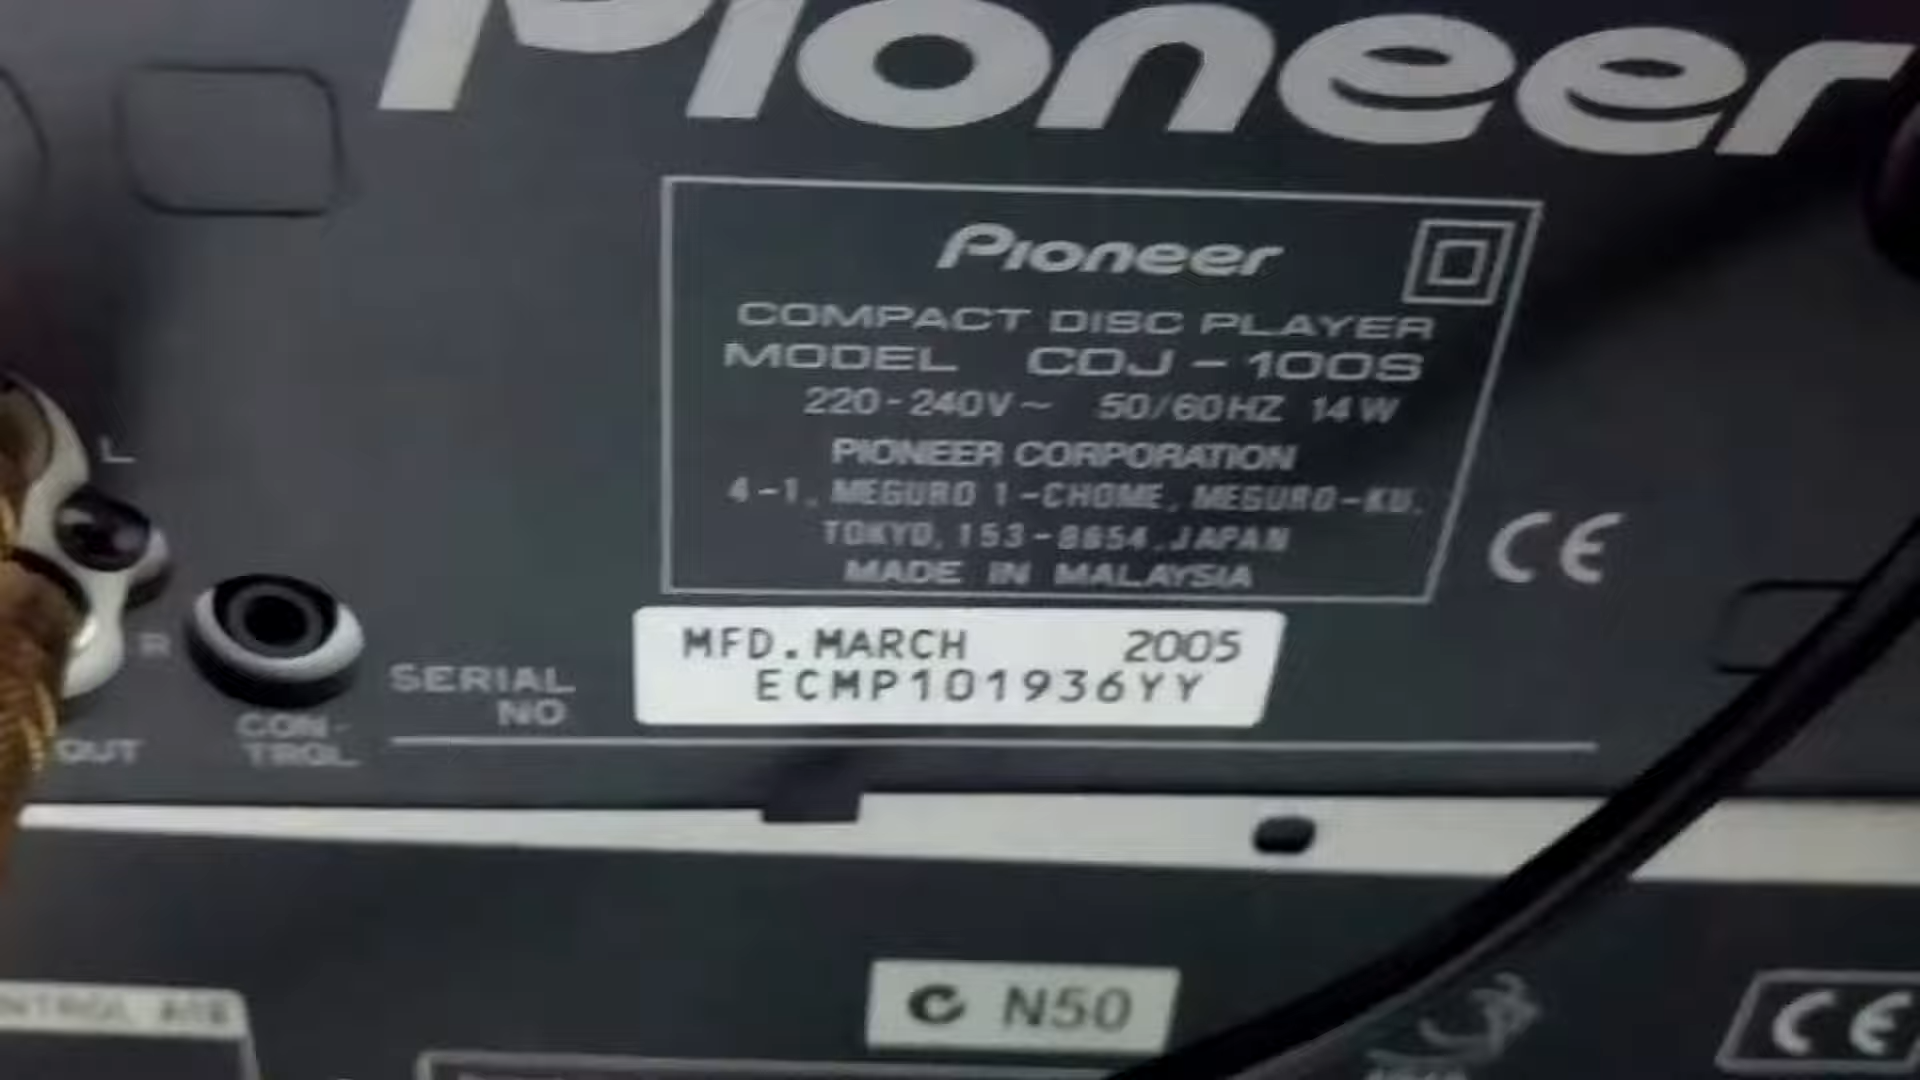 Pioneer
Pioneer
COMPACT DISC PLAYER
MODEL CDJ-100S
220-240V~ 50/60HZ 14W
PIONEER CORPORATION
4-1, MEGURO 1-CHOME, MEGURO-KU,
TOKYO, 153-8654, JAPAN
MADE IN MALAYSIA
CE
L
R
OUT
CON-
TROL
SERIAL
NO
MFD.MARCH 2005
ECMP101936YY
N50
CE